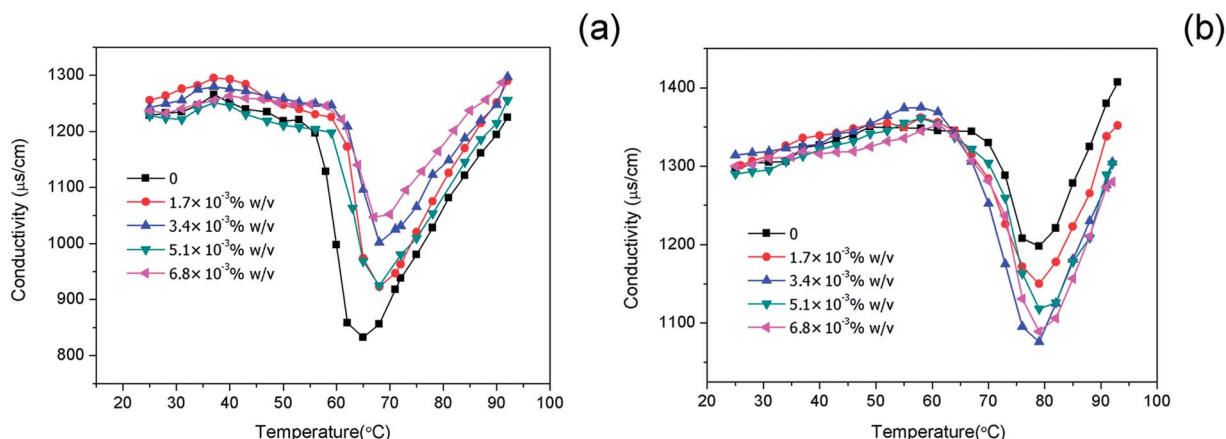 (a)
1300
1200
1100
1000
900
800
Conductivity (μs/cm)
0
1.7× 10⁻³% w/v
3.4× 10⁻³% w/v
5.1× 10⁻³% w/v
6.8× 10⁻³% w/v
20 30 40 50 60 70 80 90 100
Temperature(°C)
(b)
1400
1300
1200
1100
Conductivity (μs/cm)
0
1.7× 10⁻³% w/v
3.4× 10⁻³% w/v
5.1× 10⁻³% w/v
6.8× 10⁻³% w/v
20 30 40 50 60 70 80 90 100
Temperature(°C)